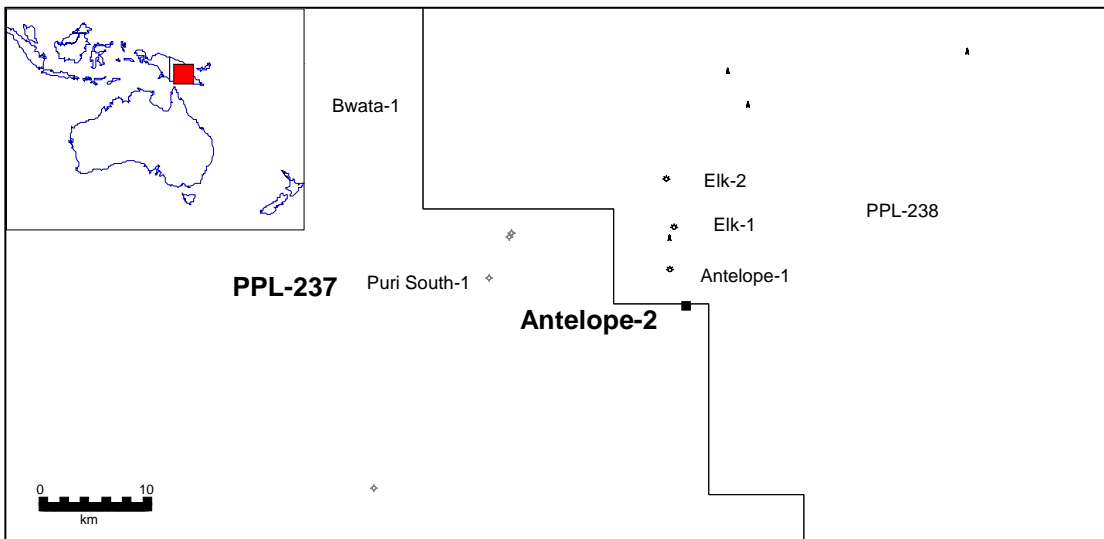 Bwata-1
Elk-2
PPL-238
Elk-1
Puri South-1
Antelope-1
PPL-237
Antelope-2
0 10
km